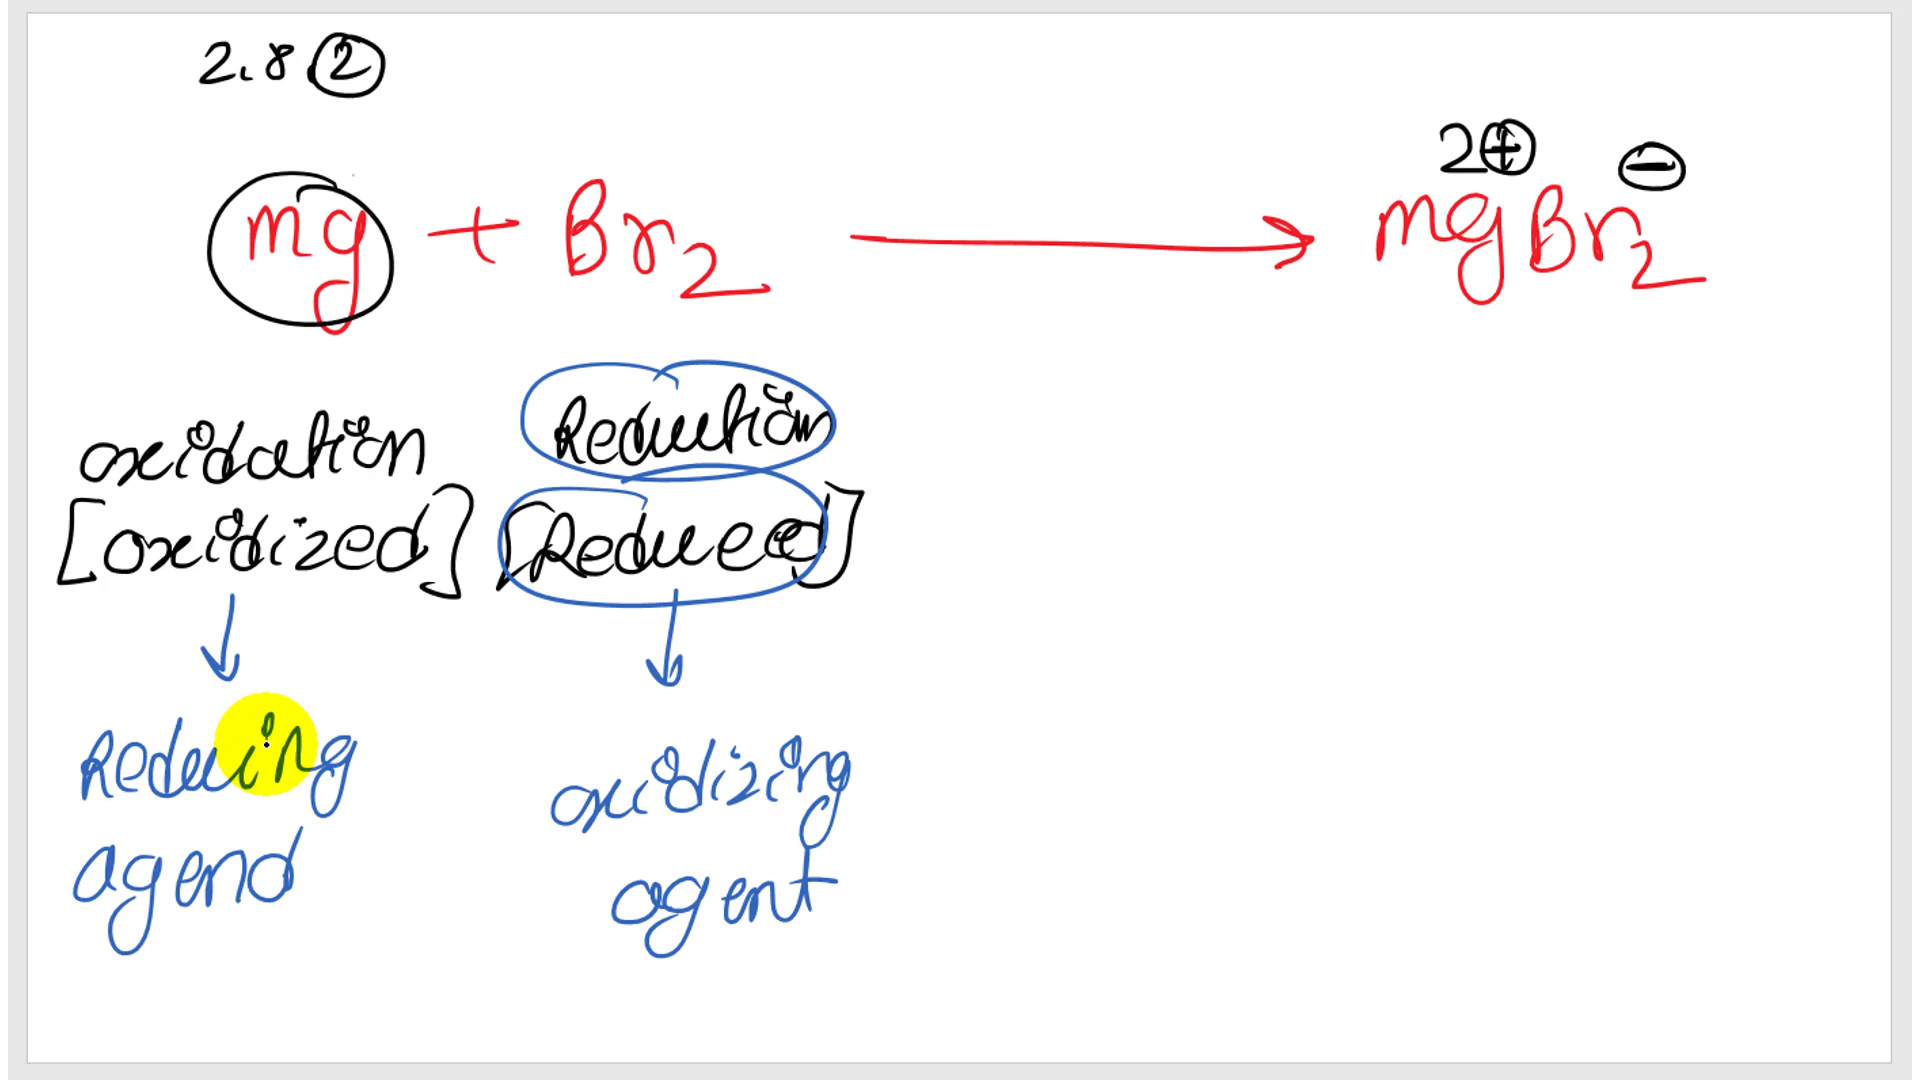 2.8.2
2+ −
mg + Br2 → mgBr2
oxidation Reduction
[oxidized] [Reduced]
Reducing oxidizing
agend agent